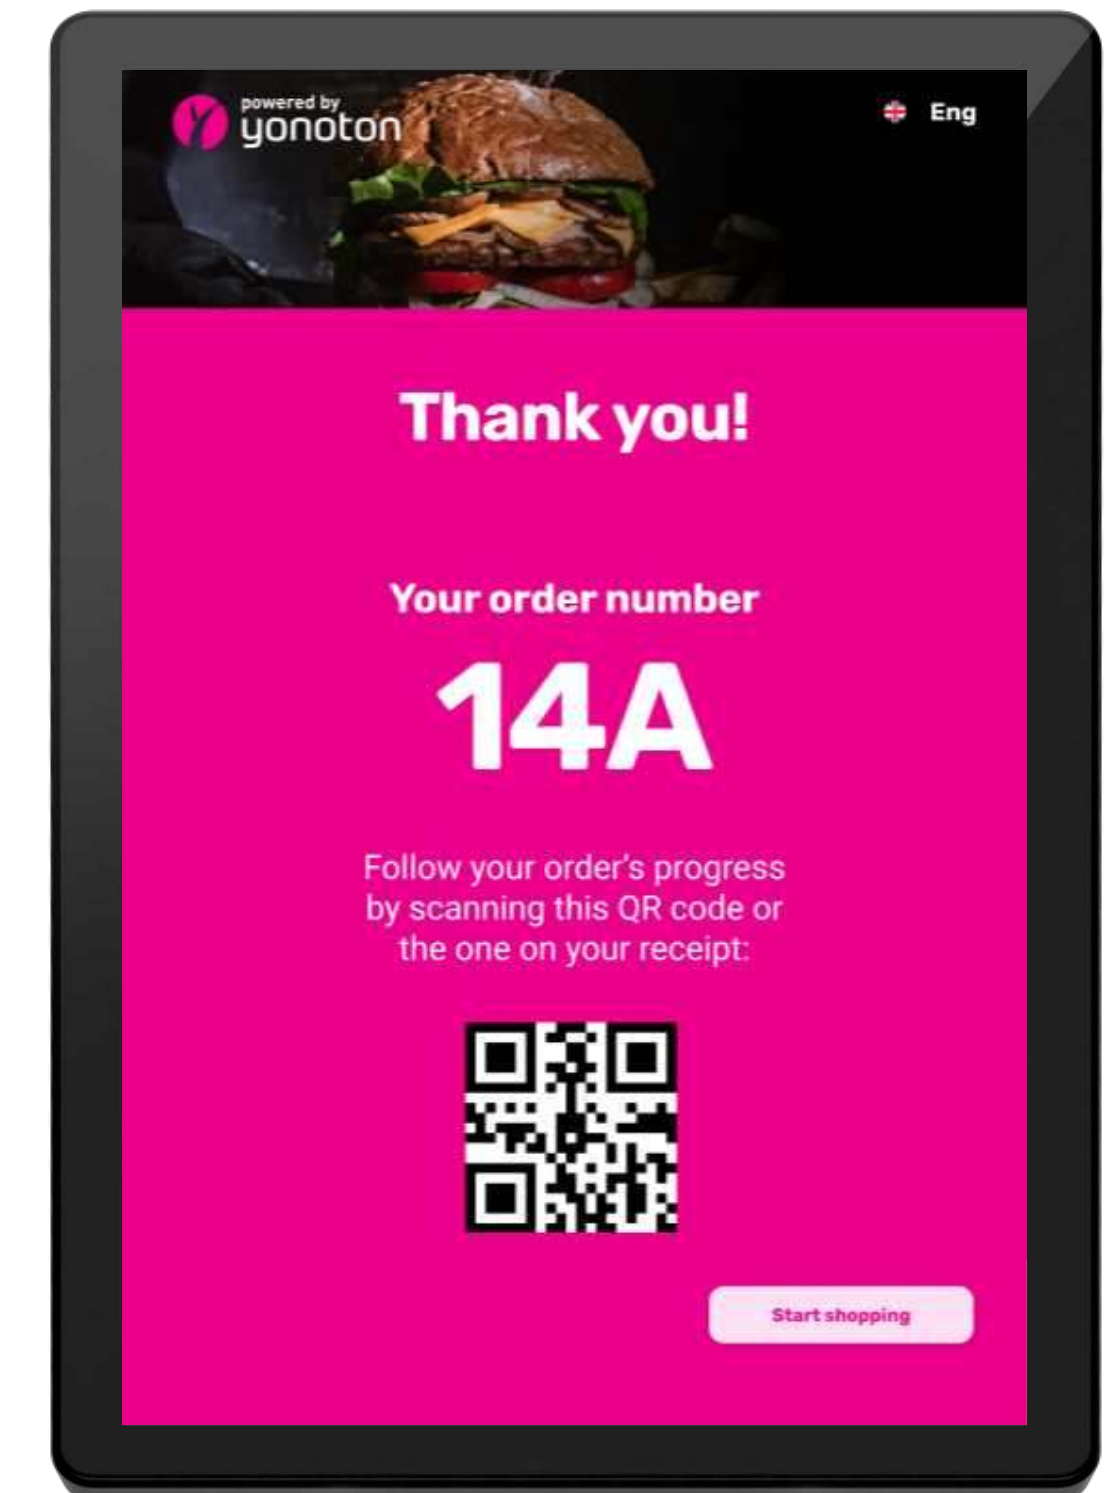 powered by
yonoton
Eng
Thank you!
Your order number
14A
Follow your order's progress
by scanning this QR code or
the one on your receipt:
Start shopping